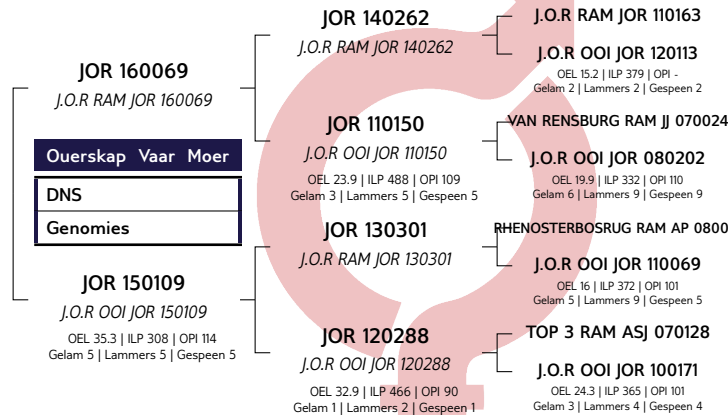 JOR 160069
J.O.R RAM JOR 160069
Ouerskap Vaar Moer
DNS
Genomies
JOR 150109
J.O.R OOI JOR 150109
OEL 35.3 | ILP 308 | OPI 114
Gelam 5 | Lammers 5 | Gespeen 5
JOR 140262
J.O.R RAM JOR 140262
JOR 110150
J.O.R OOI JOR 110150
OEL 23.9 | ILP 488 | OPI 109
Gelam 3 | Lammers 5 | Gespeen 5
JOR 130301
J.O.R RAM JOR 130301
JOR 120288
J.O.R OOI JOR 120288
OEL 32.9 | ILP 466 | OPI 90
Gelam 1 | Lammers 2 | Gespeen 1
J.O.R RAM JOR 110163
J.O.R OOI JOR 120113
OEL 15.2 | ILP 379 | OPI -
Gelam 2 | Lammers 2 | Gespeen 2
VAN RENSBURG RAM JJ 070024
J.O.R OOI JOR 080202
OEL 19.9 | ILP 332 | OPI 110
Gelam 6 | Lammers 9 | Gespeen 9
RHENOSTERBOSRUG RAM AP 0800
J.O.R OOI JOR 110069
OEL 16 | ILP 372 | OPI 101
Gelam 5 | Lammers 9 | Gespeen 5
TOP 3 RAM ASJ 070128
J.O.R OOI JOR 100171
OEL 24.3 | ILP 365 | OPI 101
Gelam 3 | Lammers 4 | Gespeen 4